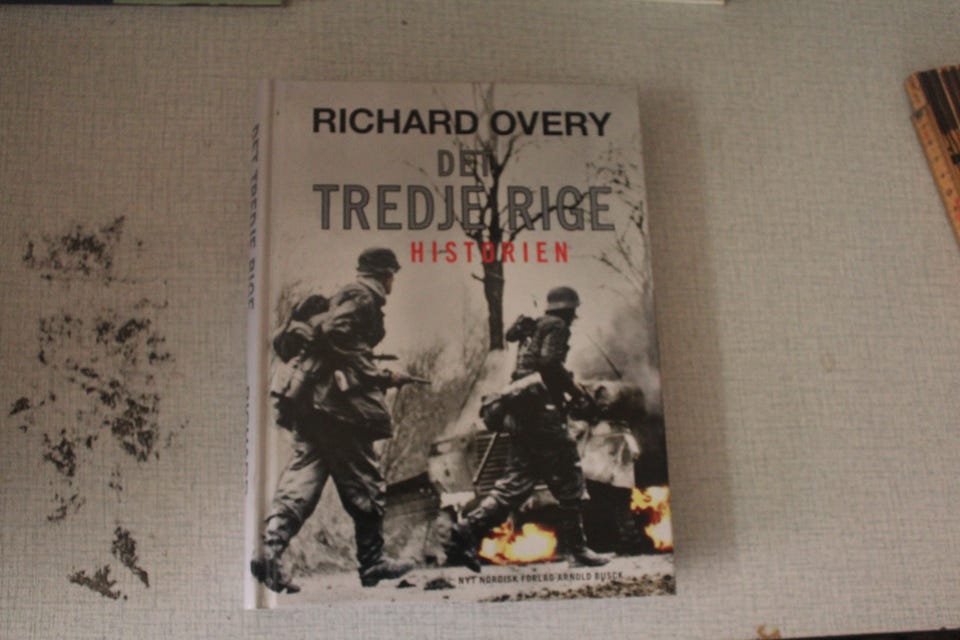 RICHARD OVERY
DET
TREDJE RIGE
HISTORIEN
NYT NORDISK FORLAG ARNOLD BUSCK
DET TREDJE RIGE